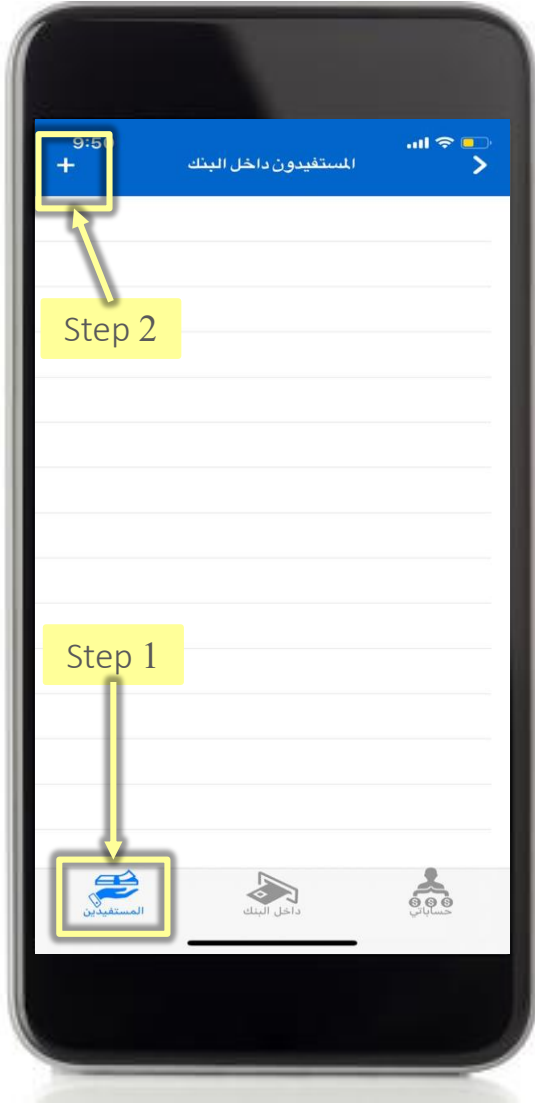 9:50
+ المستفيدون داخل البنك
Step 2
Step 1
حساباتي داخل البنك المستفيدين